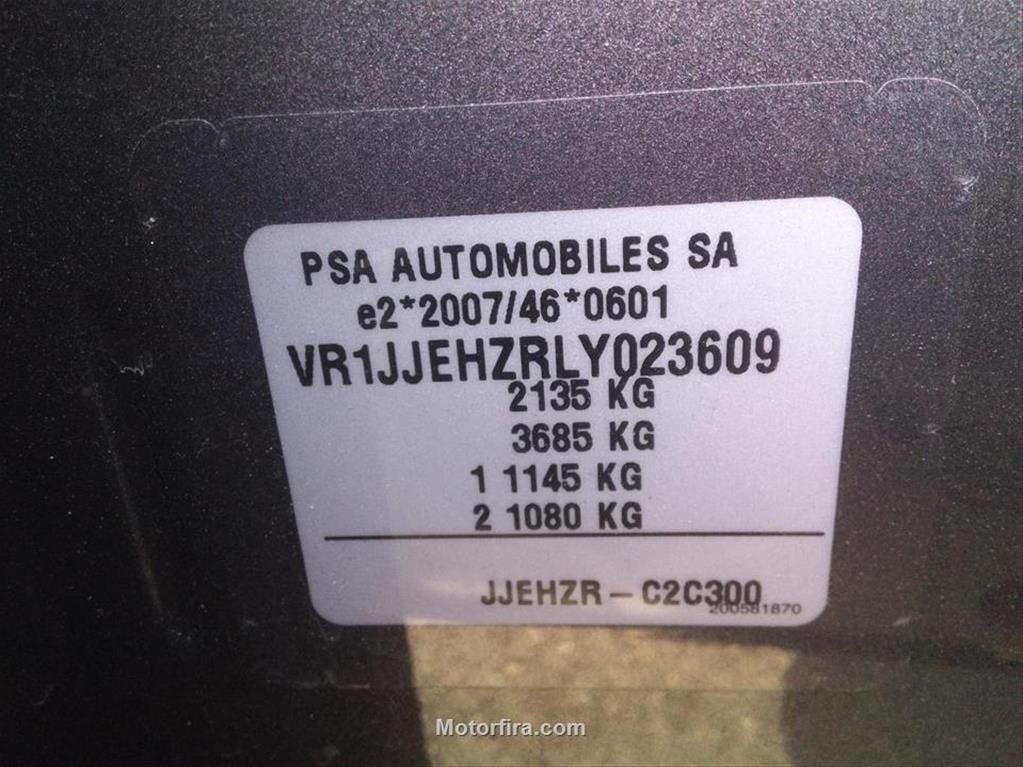 PSA AUTOMOBILES SA
e2*2007/46*0601
VR1JJEHZRLY023609
2135 KG
3685 KG
1 1145 KG
2 1080 KG
JJEHZR – C2C300
200581870
Motorfira.com